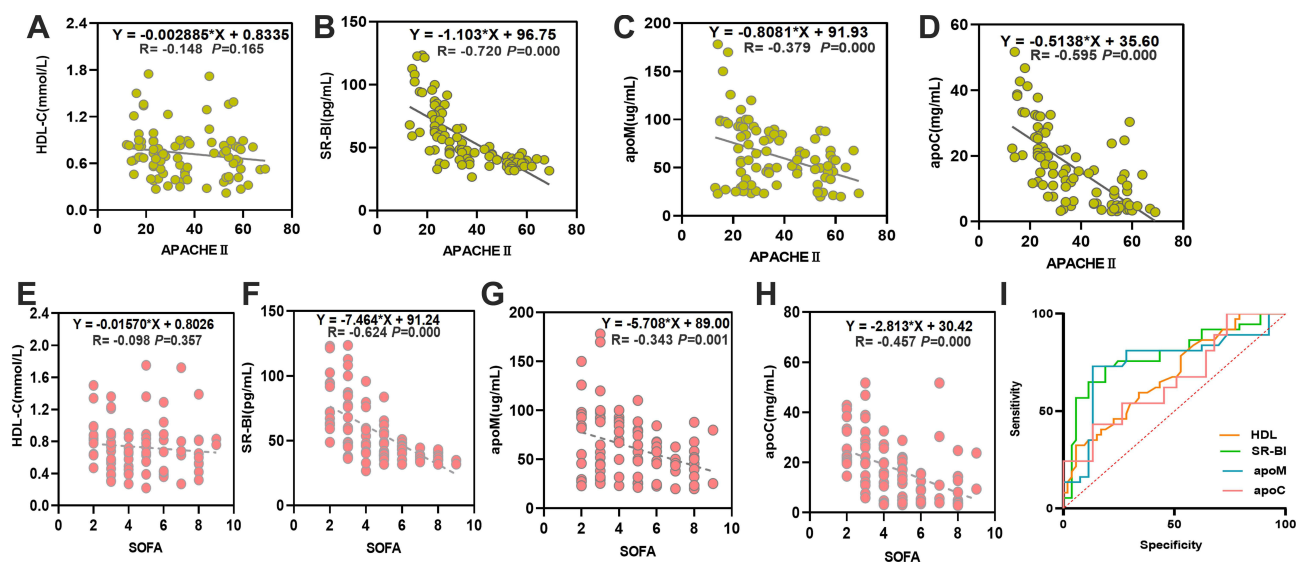 A
Y = -0.002885*X + 0.8335
R= -0.148 P=0.165
HDL-C(mmol/L)
2.4
1.8
1.2
0.6
0.0
0 20 40 60 80
APACHE II
B
Y = -1.103*X + 96.75
R= -0.720 P=0.000
SR-BI(pg/mL)
150
100
50
0
0 20 40 60 80
APACHE II
C
Y = -0.8081*X + 91.93
R= -0.379 P=0.000
apoM(ug/mL)
200
150
100
50
0
0 20 40 60 80
APACHE II
D
Y = -0.5138*X + 35.60
R= -0.595 P=0.000
apoC(mg/mL)
60
40
20
0
0 20 40 60 80
APACHE II
E
Y = -0.01570*X + 0.8026
R= -0.098 P=0.357
HDL-C(mmol/L)
2.4
2.0
1.6
1.2
0.8
0.4
0.0
0 2 4 6 8 10
SOFA
F
Y = -7.464*X + 91.24
R= -0.624 P=0.000
SR-BI(pg/mL)
150
100
50
0
0 2 4 6 8 10
SOFA
G
Y = -5.708*X + 89.00
R= -0.343 P=0.001
apoM(ug/mL)
200
150
100
50
0
0 2 4 6 8 10
SOFA
H
Y = -2.813*X + 30.42
R= -0.457 P=0.000
apoC(mg/mL)
80
60
40
20
0
0 2 4 6 8 10
SOFA
I
Sensitivity
100
50
0
HDL
SR-BI
apoM
apoC
0 50 100
Specificity